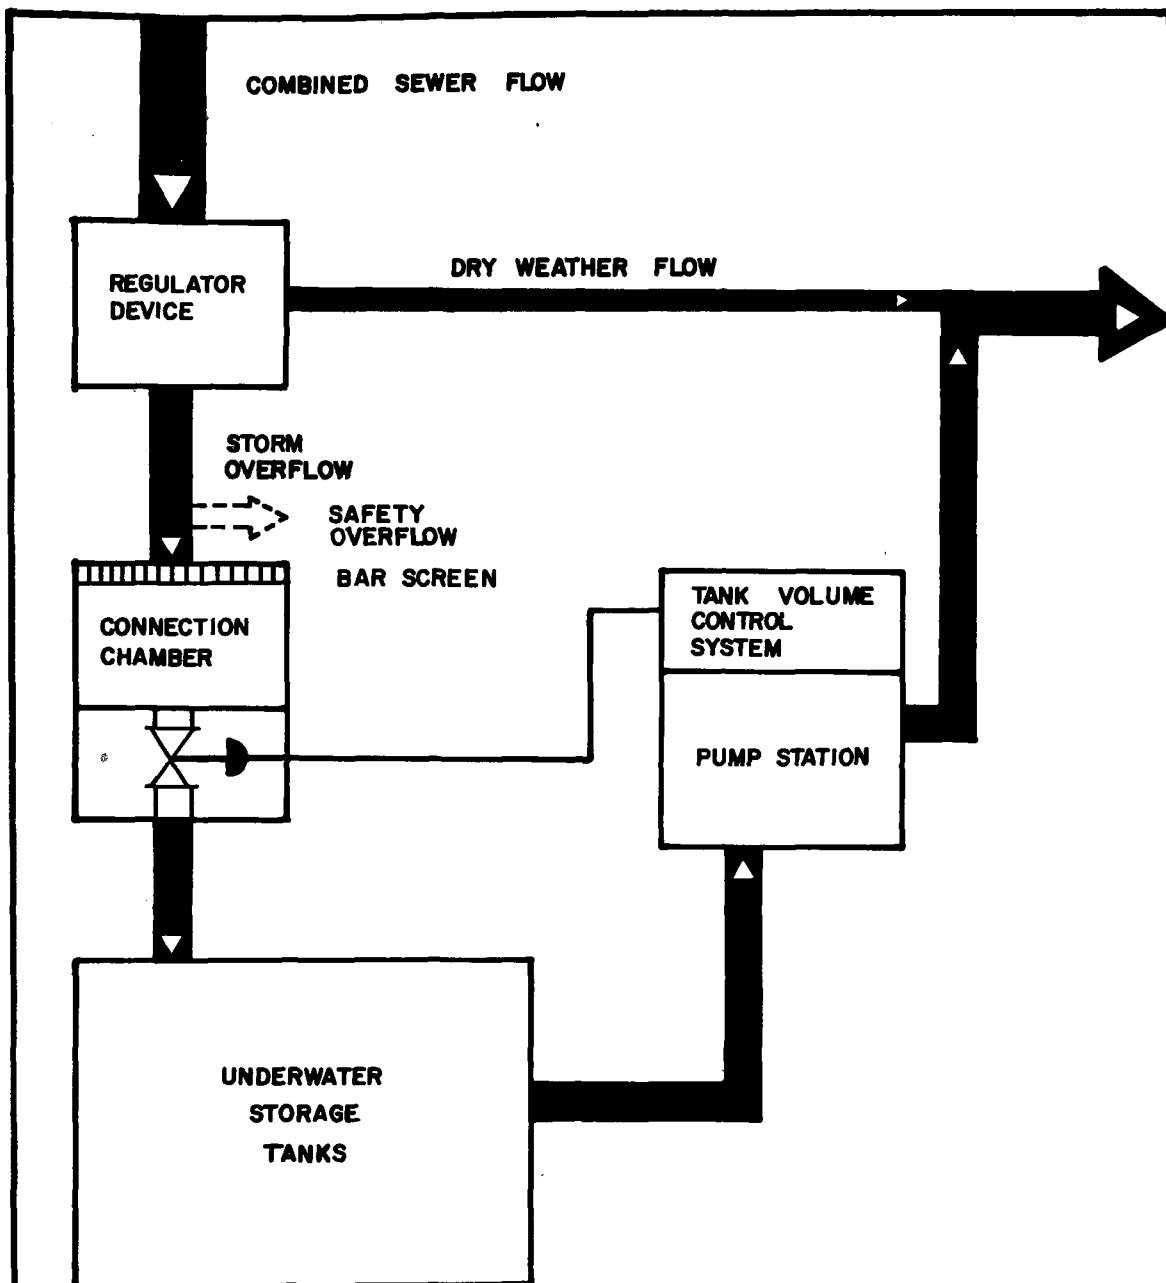 COMBINED SEWER FLOW
REGULATOR
DEVICE
DRY WEATHER FLOW
STORM
OVERFLOW
SAFETY
OVERFLOW
BAR SCREEN
CONNECTION
CHAMBER
TANK VOLUME
CONTROL
SYSTEM
PUMP STATION
UNDERWATER
STORAGE
TANKS